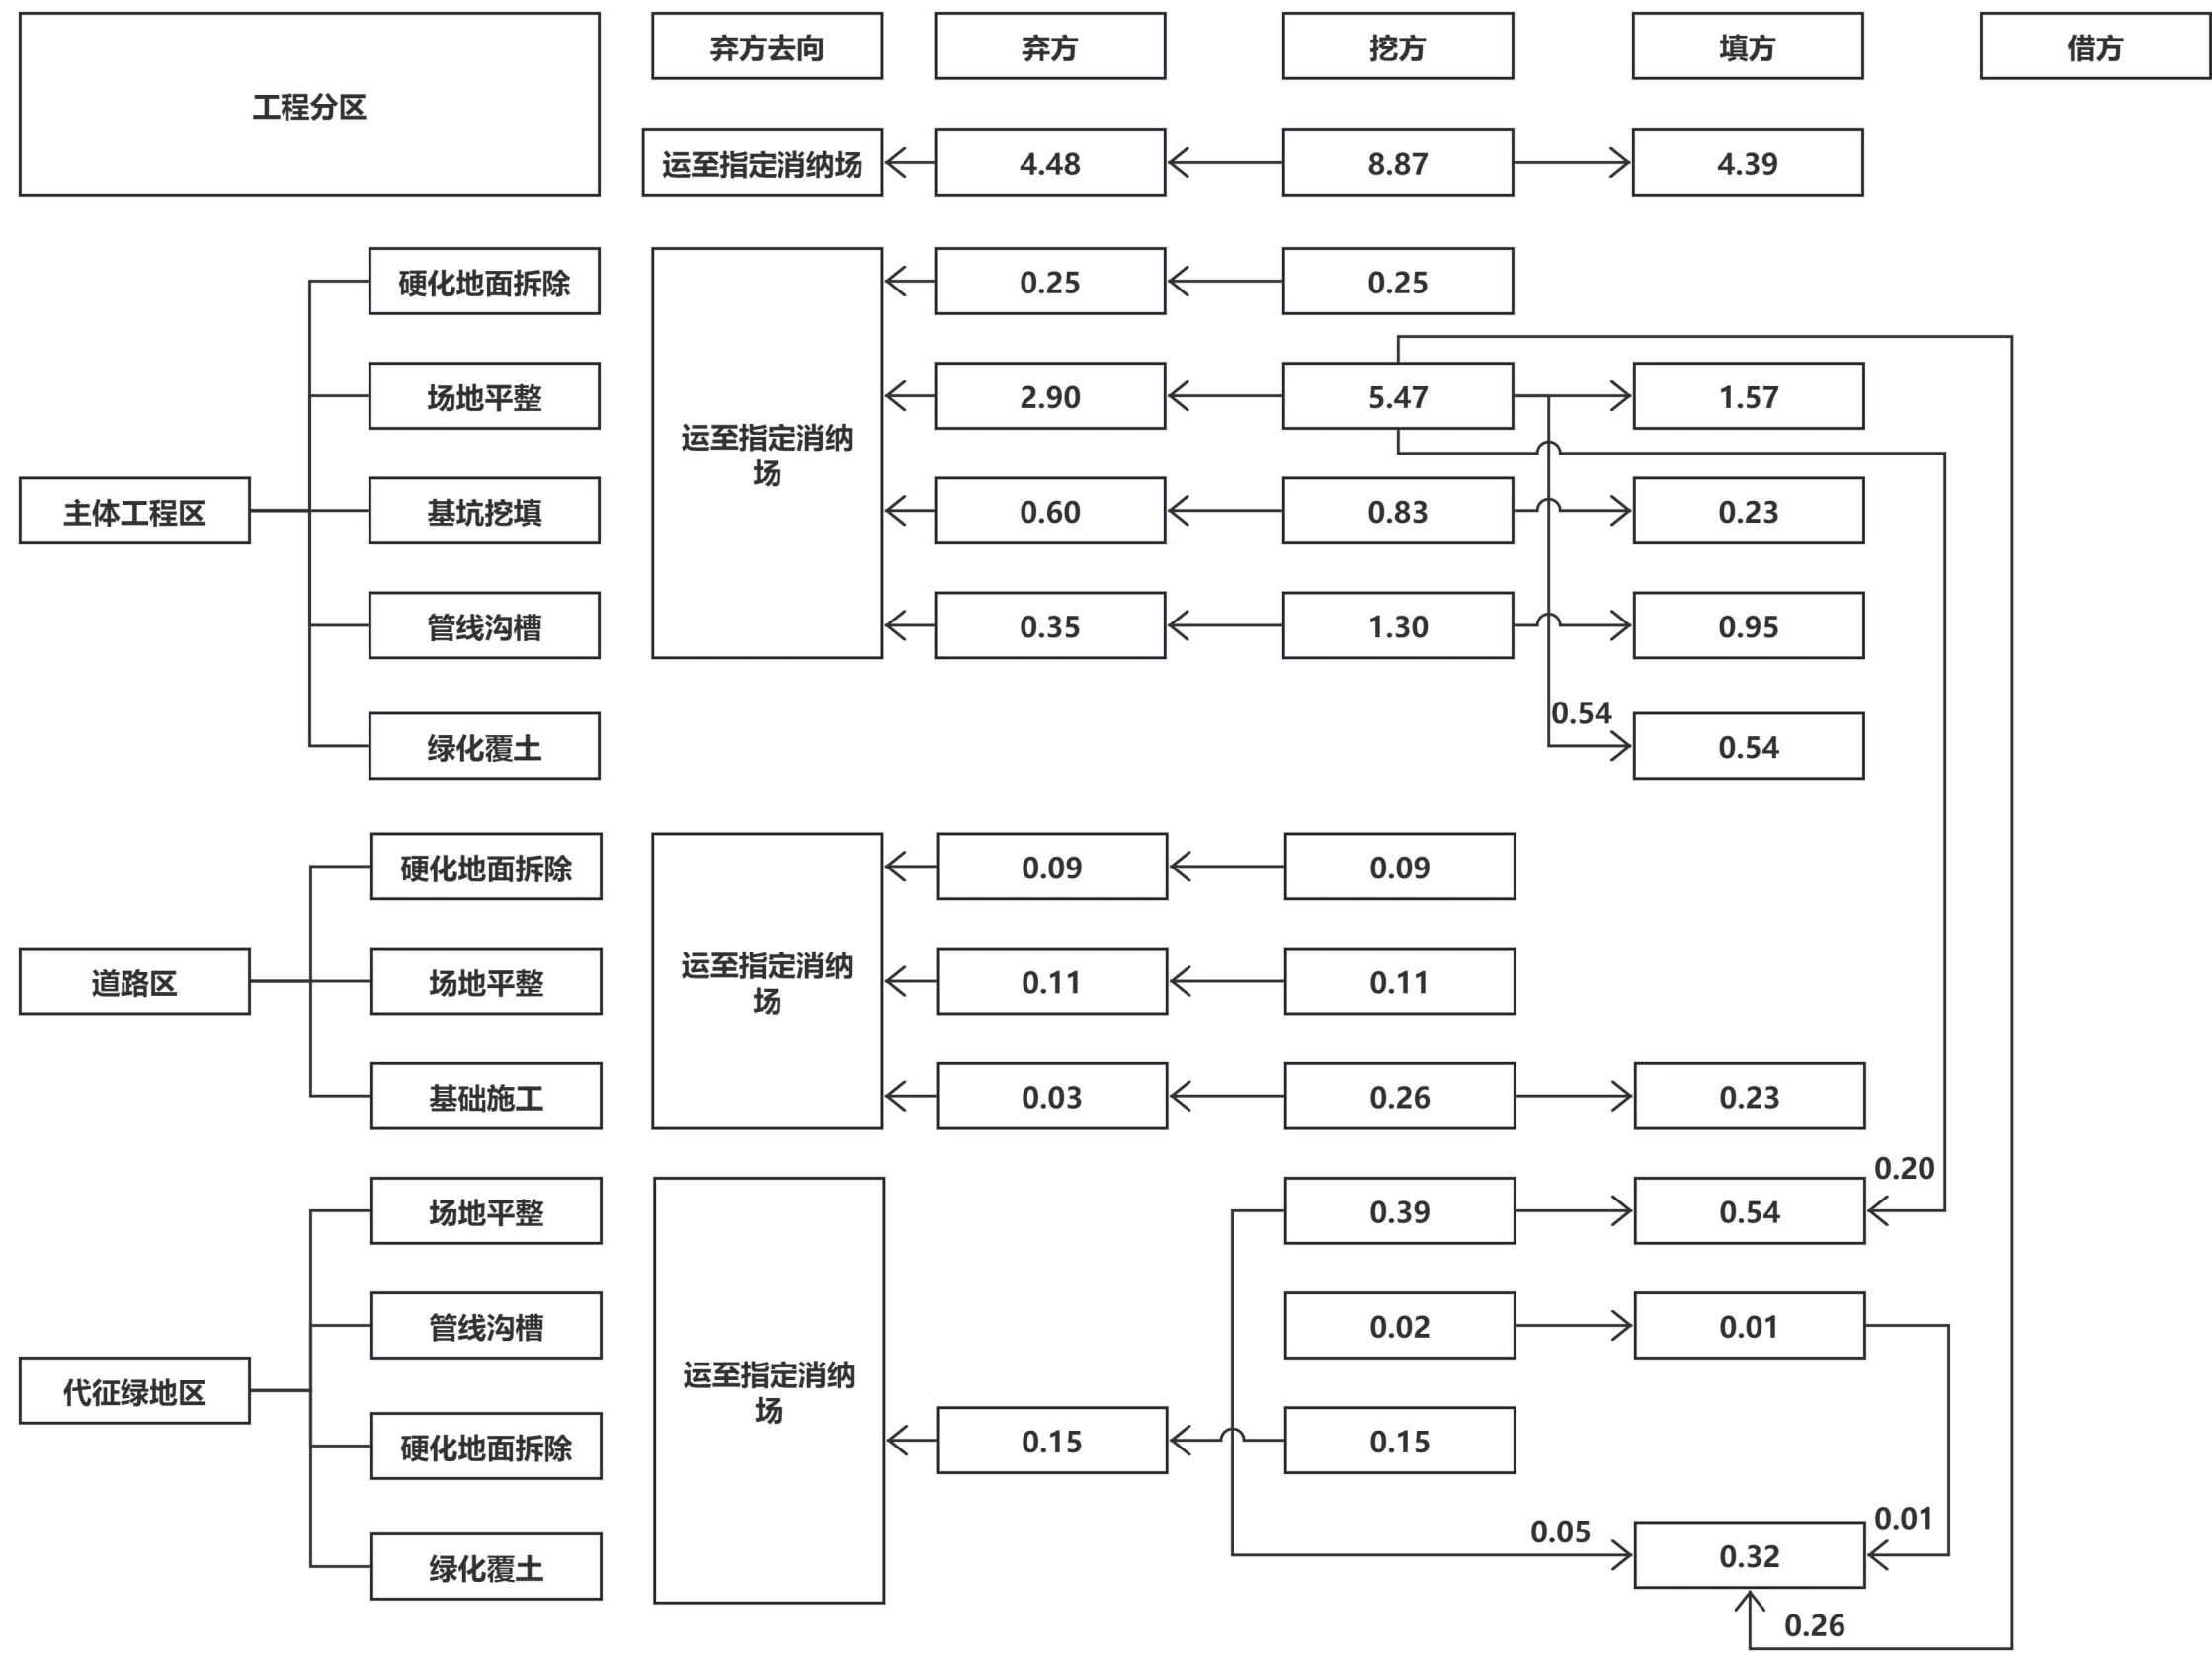 工程分区
弃方去向
弃方
挖方
填方
借方
运至指定消纳场
4.48
8.87
4.39
主体工程区
硬化地面拆除
运至指定消纳
场
0.25
0.25
场地平整
2.90
5.47
1.57
基坑挖填
0.60
0.83
0.23
管线沟槽
0.35
1.30
0.95
绿化覆土
0.54
0.54
道路区
硬化地面拆除
运至指定消纳
场
0.09
0.09
场地平整
0.11
0.11
基础施工
0.03
0.26
0.23
代征绿地区
场地平整
运至指定消纳
场
0.39
0.54
0.20
管线沟槽
0.02
0.01
硬化地面拆除
0.15
0.15
绿化覆土
0.05
0.32
0.01
0.26